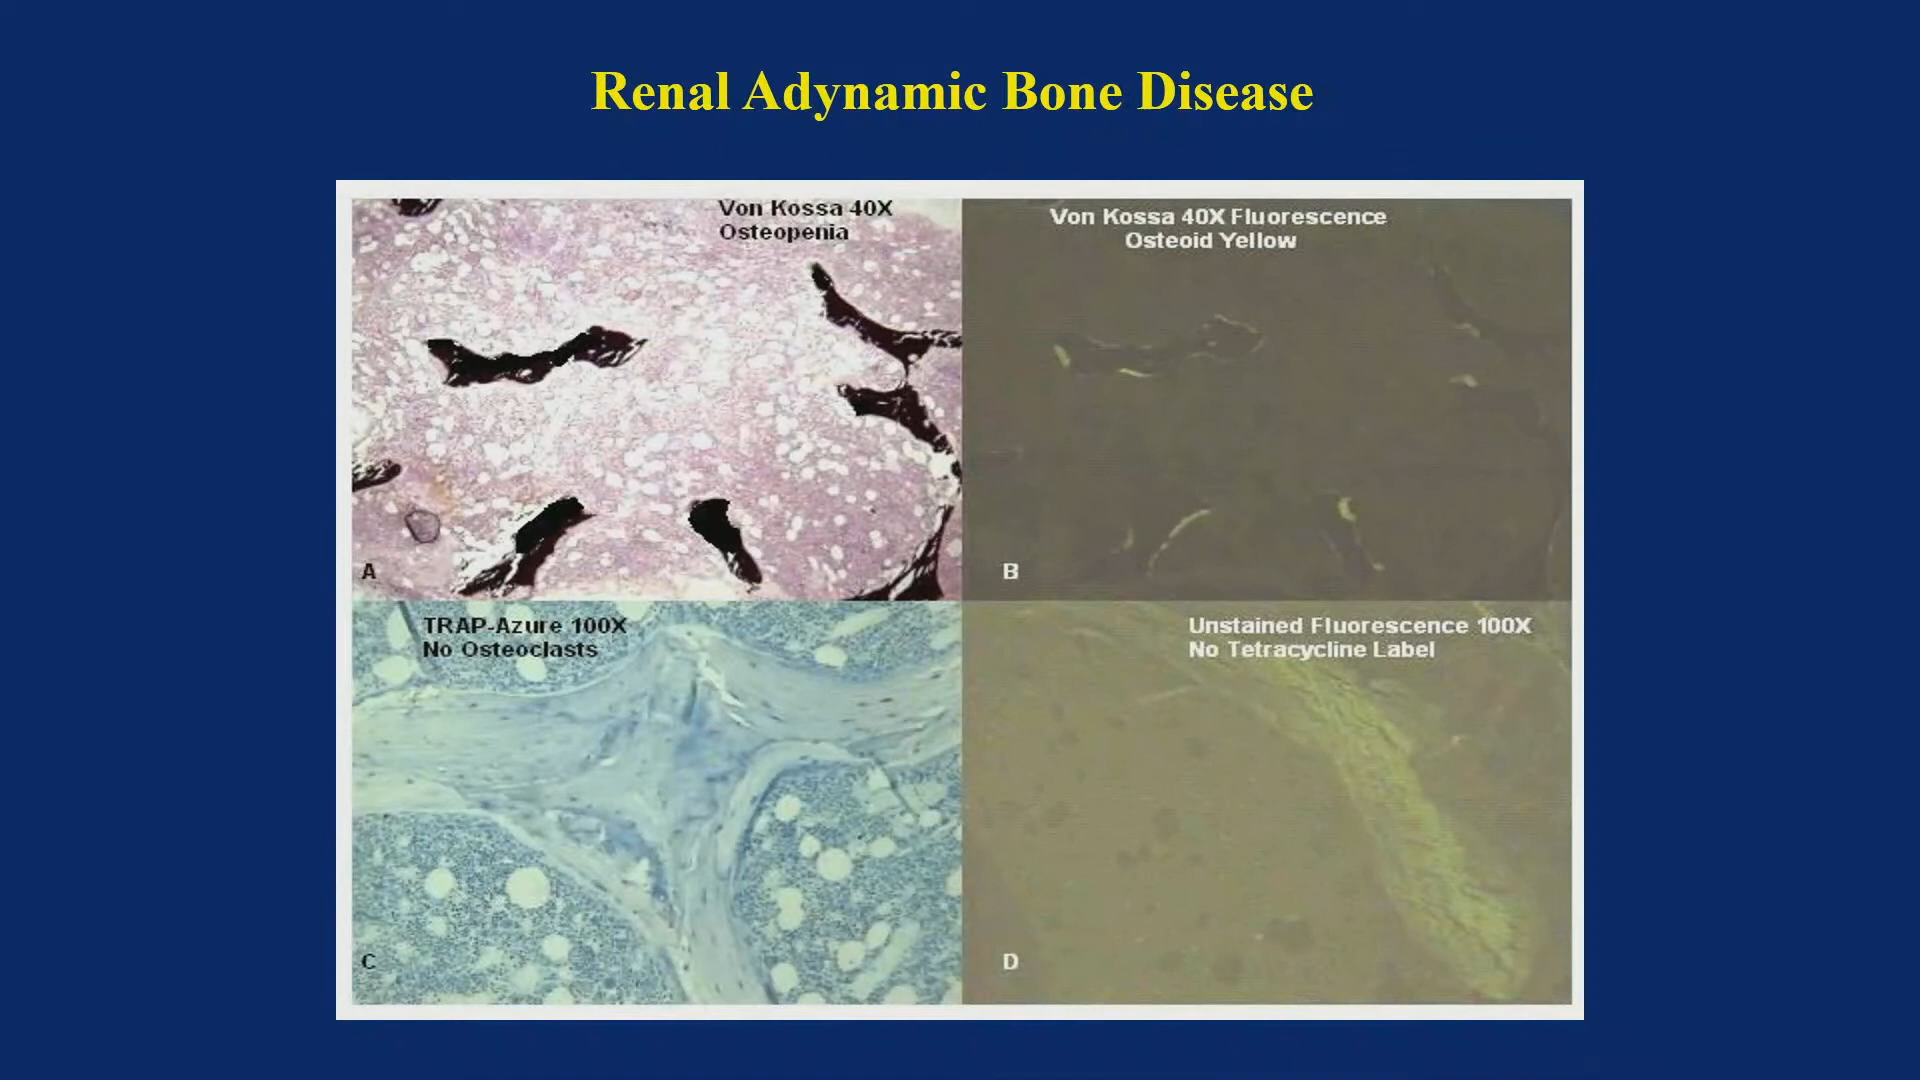 Renal Adynamic Bone Disease
Von Kossa 40X
Osteopenia
A
Von Kossa 40X Fluorescence
Osteoid Yellow
B
TRAP-Azure 100X
No Osteoclasts
C
Unstained Fluorescence 100X
No Tetracycline Label
D